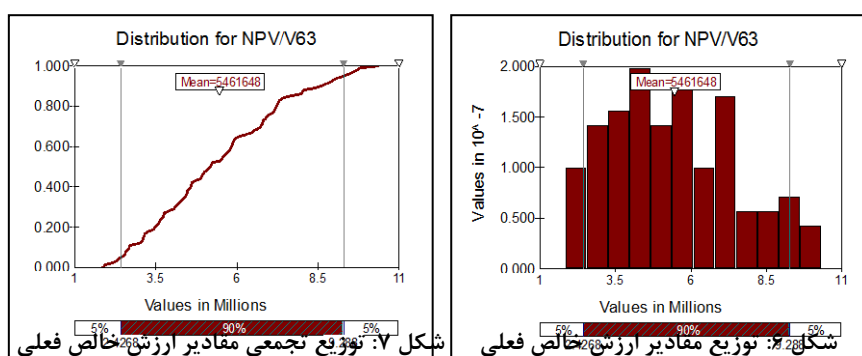 Distribution for NPV/V63
1.000
Mean=5461648
0.800
0.600
0.400
0.200
0.000
1 3.5 6 8.5 11
Values in Millions
5% 90% 5%
شکل ۷: توزیع تجمعی مقادیر ارزش خالص فعلی
Distribution for NPV/V63
2.000
Mean=5461648
1.500
1.000
0.500
0.000
Values in 10^ -7
1 3.5 6 8.5 11
Values in Millions
5% 90% 5%
شکل ۶: توزیع مقادیر ارزش خالص فعلی